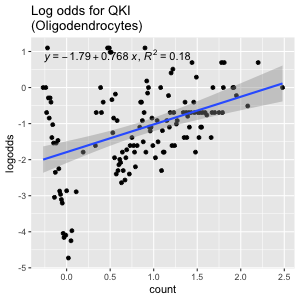 Log odds for QKI
(Oligodendrocytes)
y = −1.79 + 0.768 x, R² = 0.18
logodds
1
0
-1
-2
-3
-4
-5
0.0 0.5 1.0 1.5 2.0 2.5
count